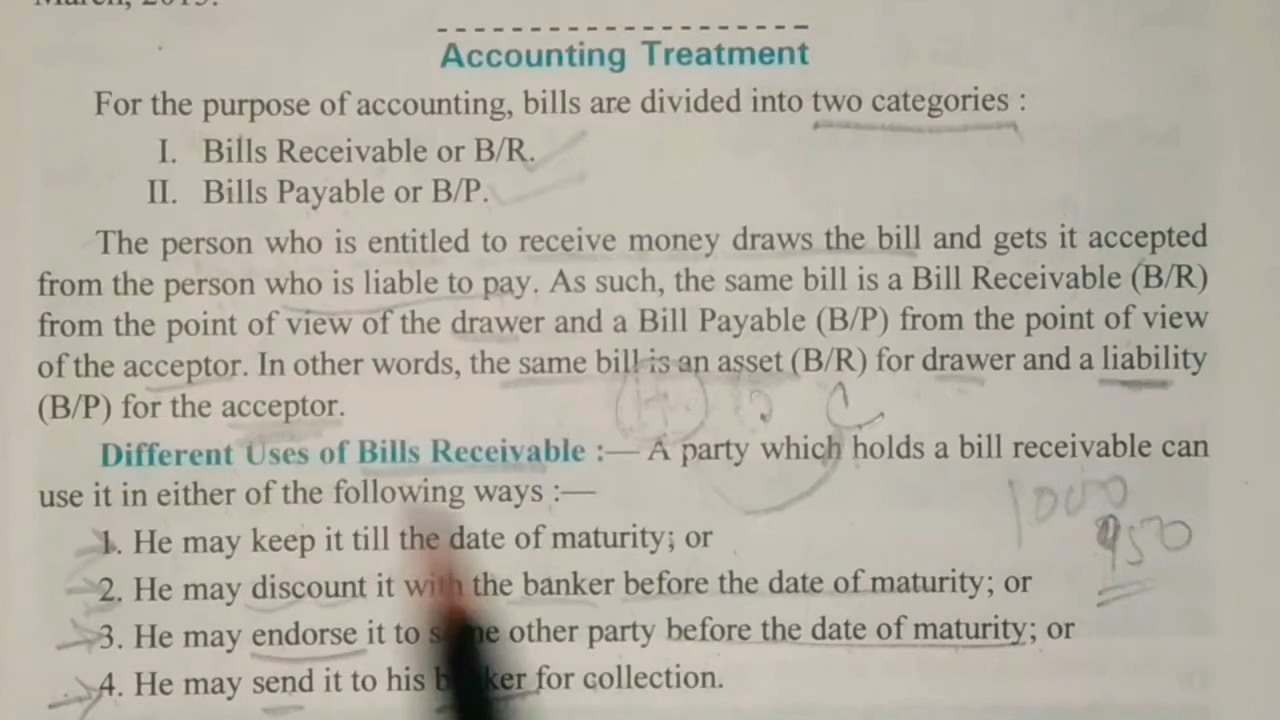 March, 2019.
Accounting Treatment
For the purpose of accounting, bills are divided into two categories :
I. Bills Receivable or B/R.
II. Bills Payable or B/P.
The person who is entitled to receive money draws the bill and gets it accepted
from the person who is liable to pay. As such, the same bill is a Bill Receivable (B/R)
from the point of view of the drawer and a Bill Payable (B/P) from the point of view
of the acceptor. In other words, the same bill is an asset (B/R) for drawer and a liability
(B/P) for the acceptor.
Different Uses of Bills Receivable :— A party which holds a bill receivable can
use it in either of the following ways :—
1000
1. He may keep it till the date of maturity; or
950
2. He may discount it with the banker before the date of maturity; or
3. He may endorse it to other party before the date of maturity; or
4. He may send it to his for collection.